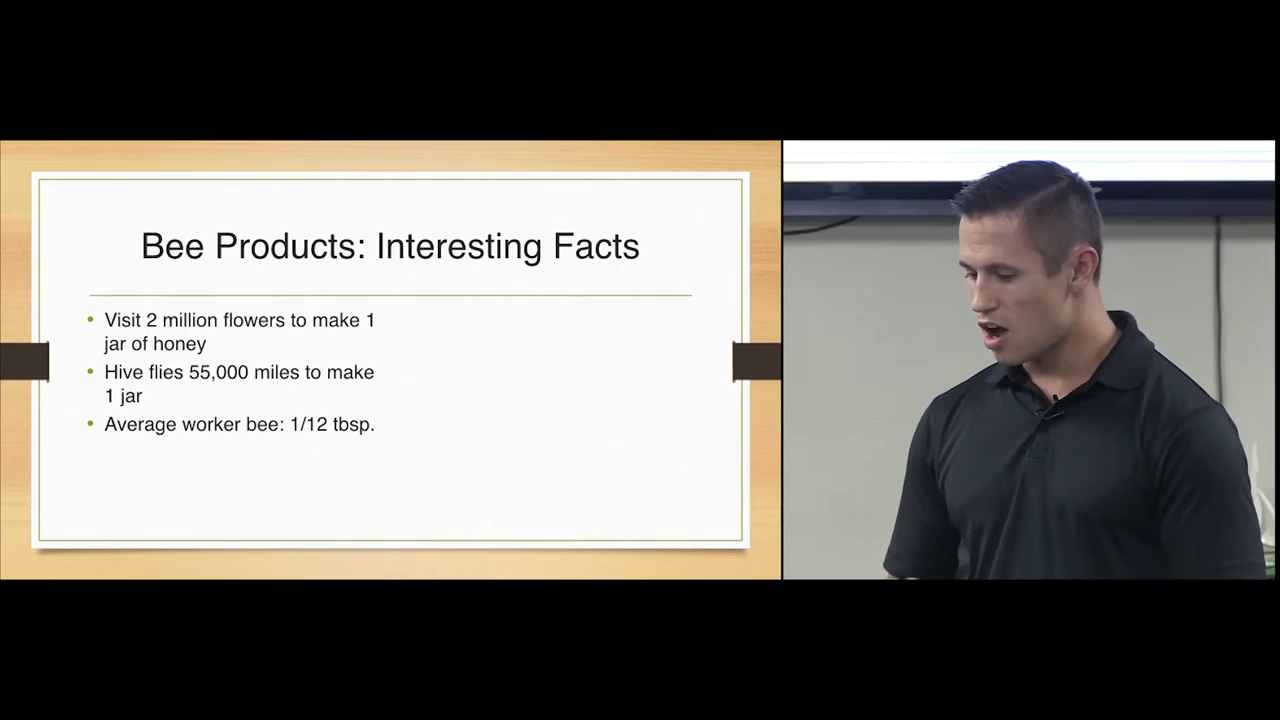 Bee Products: Interesting Facts
• Visit 2 million flowers to make 1
jar of honey
• Hive flies 55,000 miles to make
1 jar
• Average worker bee: 1/12 tbsp.